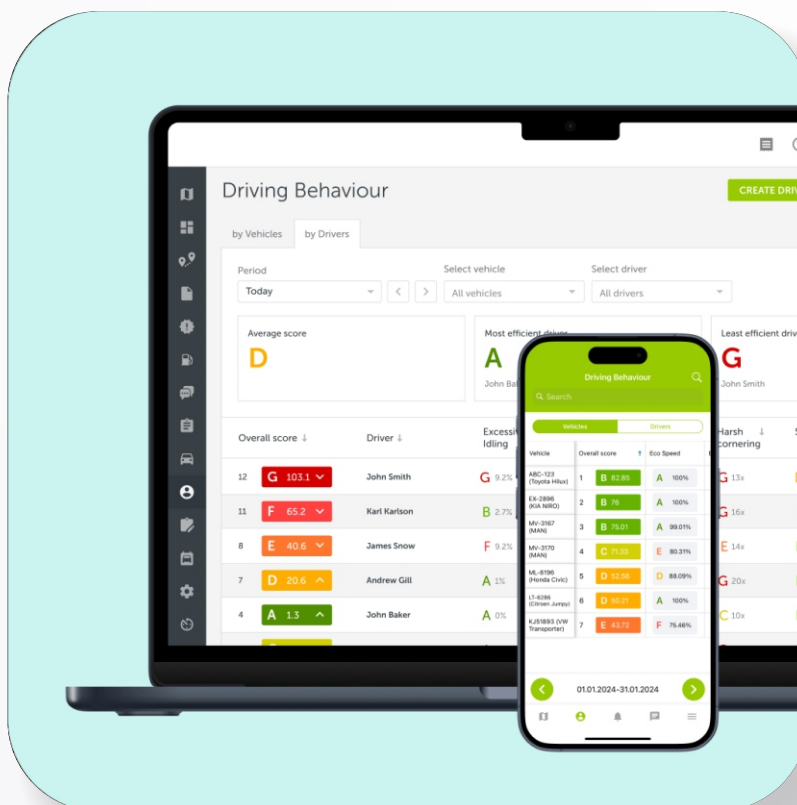 Driving Behaviour
CREATE DRIV
by Vehicles
by Drivers
Period
Select vehicle
Select driver
Today
All vehicles
All drivers
Average score
D
Most efficient driver
A
John Ba
Least efficient driv
G
John Smith
Overall score ↓
Driver ↓
Excessi
Idling
Harsh ↓
cornering
S
12 G 103.1 John Smith G 9.2% G 13x
11 F 65.2 Karl Karlson B 2.7% G 16x
8 E 40.6 James Snow F 9.2% E 14x
7 D 20.6 Andrew Gill A 1% G 20x
4 A 1.3 John Baker A 0% C 10x
Driving Behaviour
Search
Vehicles
Drivers
Vehicle
Overall score ↑
Eco Speed
ABC-123
(Toyota Hilux)
1 B 82.85 A 100%
EX-2896
(KIA NIRO)
2 B 76 A 100%
MV-3167
(MAN)
3 B 75.01 A 99.01%
MV-3170
(MAN)
4 C 71.33 E 80.31%
ML-8196
(Honda Civic)
5 D 52.58 D 88.09%
LT-6286
(Citroen Jumpy)
6 D 50.21 A 100%
KJ51893 (VW
Transporter)
7 E 43.72 F 75.46%
01.01.2024-31.01.2024